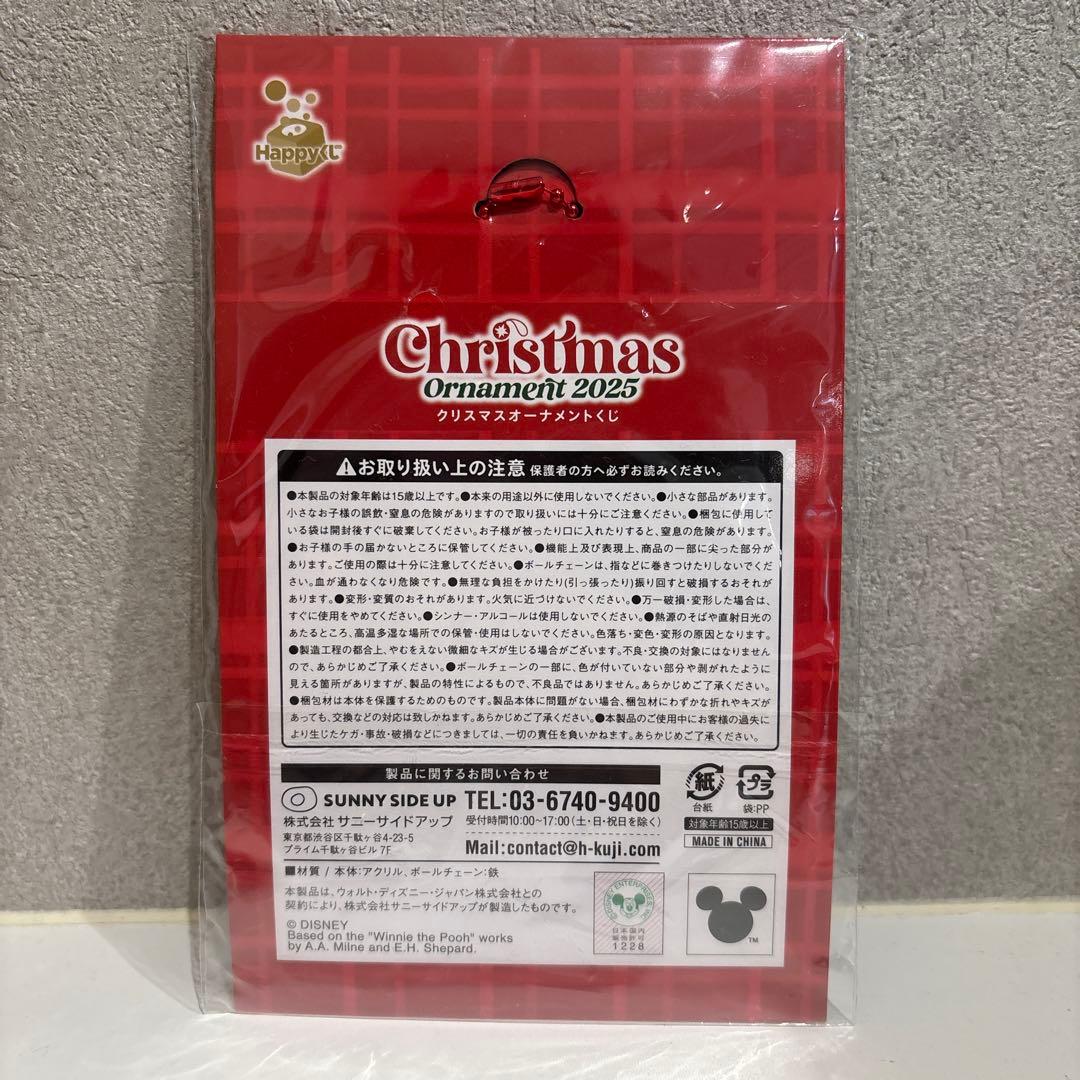 Happyくじ
Christmas
Ornament 2025
クリスマスオーナメントくじ
お取り扱い上の注意 保護者の方へ必ずお読みください。
●本製品の対象年齢は15歳以上です。●本来の用途以外に使用しないでください。●小さな部品があります。
小さなお子様の誤飲・窒息の危険がありますので取り扱いには十分にご注意ください。●梱包に使用して
いる袋は開封後すぐに破棄してください。お子様が被ったり口に入れたりすると、窒息の危険があります。
●お子様の手の届かないところに保管してください。●機能上及び表現上、商品の一部に尖った部分が
あります。ご使用の際は十分に注意してください。●ボールチェーンは、指などに巻きつけたりしないでく
ださい。血が通わなくなり危険です。●無理な負担をかけたり(引っ張ったり)振り回すと破損するおそれが
あります。●変形・変質のおそれがあります。火気に近づけないでください。●万一破損・変形した場合は、
すぐに使用をやめてください。●シンナー・アルコールは使用しないでください。●熱源のそばや直射日光の
あたるところ、高温多湿な場所での保管・使用はしないでください。色落ち・変色・変形の原因となります。
●製造工程の都合上、やむをえない微細なキズが生じる場合がございます。不良・交換の対象にはなりません
ので、あらかじめご了承ください。●ボールチェーンの一部に、色が付いていない部分や剥がれたように
見える箇所がありますが、製品の特性によるもので、不良品ではありません。あらかじめご了承ください。
●梱包材は本体を保護するためのものです。製品本体に問題がない場合、梱包材にわずかな折れやキズが
あっても、交換などの対応は致しかねます。あらかじめご了承ください。●本製品のご使用中にお客様の過失に
より生じたケガ・事故・破損などにつきましては、一切の責任を負いかねます。あらかじめご了承ください。
製品に関するお問い合わせ
SUNNY SIDE UP
株式会社 サニーサイドアップ
東京都渋谷区千駄ヶ谷4-23-5
プライム千駄ヶ谷ビル 7F
TEL:03-6740-9400
受付時間10:00~17:00(土・日・祝日を除く)
Mail:contact@h-kuji.com
紙
台紙
プラ
袋:PP
対象年齢15歳以上
MADE IN CHINA
■材質 / 本体:アクリル、ボールチェーン:鉄
本製品は、ウォルト・ディズニー・ジャパン株式会社との
契約により、株式会社サニーサイドアップが製造したものです。
© DISNEY
Based on the "Winnie the Pooh" works
by A.A. Milne and E.H. Shepard.
©DISNEY ENTERPRISES, INC.
日本国内
販売許可
1228
TM